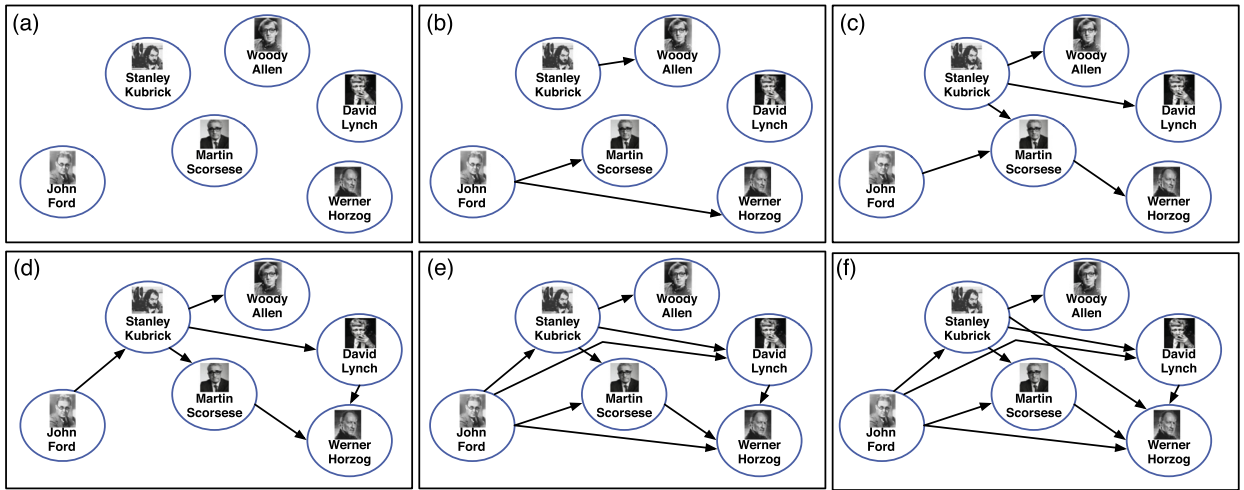 (a)
Woody
Allen
Stanley
Kubrick
David
Lynch
Martin
Scorsese
John
Ford
Werner
Horzog
(b)
Woody
Allen
Stanley
Kubrick
David
Lynch
Martin
Scorsese
John
Ford
Werner
Horzog
(c)
Woody
Allen
Stanley
Kubrick
David
Lynch
Martin
Scorsese
John
Ford
Werner
Horzog
(d)
Woody
Allen
Stanley
Kubrick
David
Lynch
Martin
Scorsese
John
Ford
Werner
Horzog
(e)
Woody
Allen
Stanley
Kubrick
David
Lynch
Martin
Scorsese
John
Ford
Werner
Horzog
(f)
Woody
Allen
Stanley
Kubrick
David
Lynch
Martin
Scorsese
John
Ford
Werner
Horzog